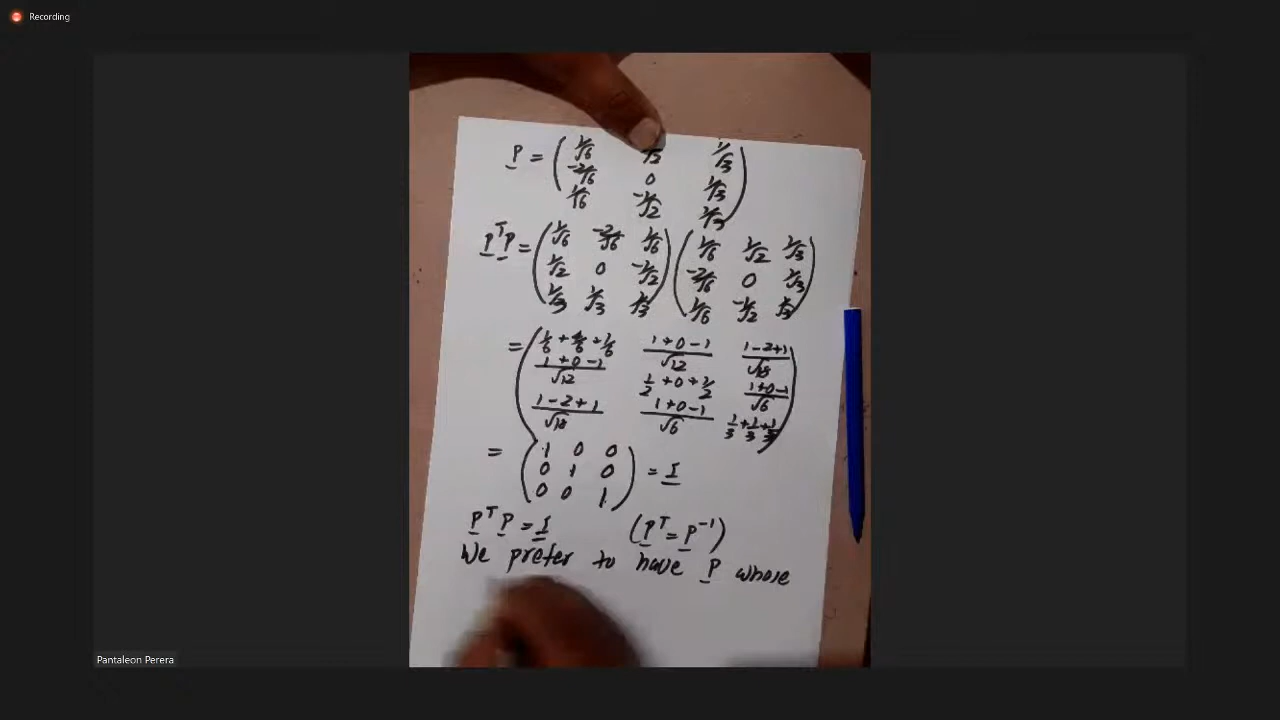 Recording
P = ( 1/√6 /√2 1/√3
-2/√6 0 1/√3
1/√6 -1/√2 1/√3 )
PᵀP = ( 1/√6 -2/√6 1/√6 ) ( 1/√6 1/√2 1/√3
1/√2 0 -1/√2 -2/√6 0 1/√3
1/√3 1/√3 1/√3 ) ( 1/√6 -1/√2 1/√3 )
= ( 1/6 + 4/6 + 1/6 (1+0-1)/√12 (1-2+1)/√18
(1+0-1)/√12 1/2 + 0 + 1/2 (1+0-1)/√6
(1-2+1)/√18 (1+0-1)/√6 1/3 + 1/3 + 1/3 )
= ( 1 0 0
0 1 0 = I
0 0 1 )
PᵀP = I (Pᵀ = P⁻¹)
We prefer to have P whose
Pantaleon Perera